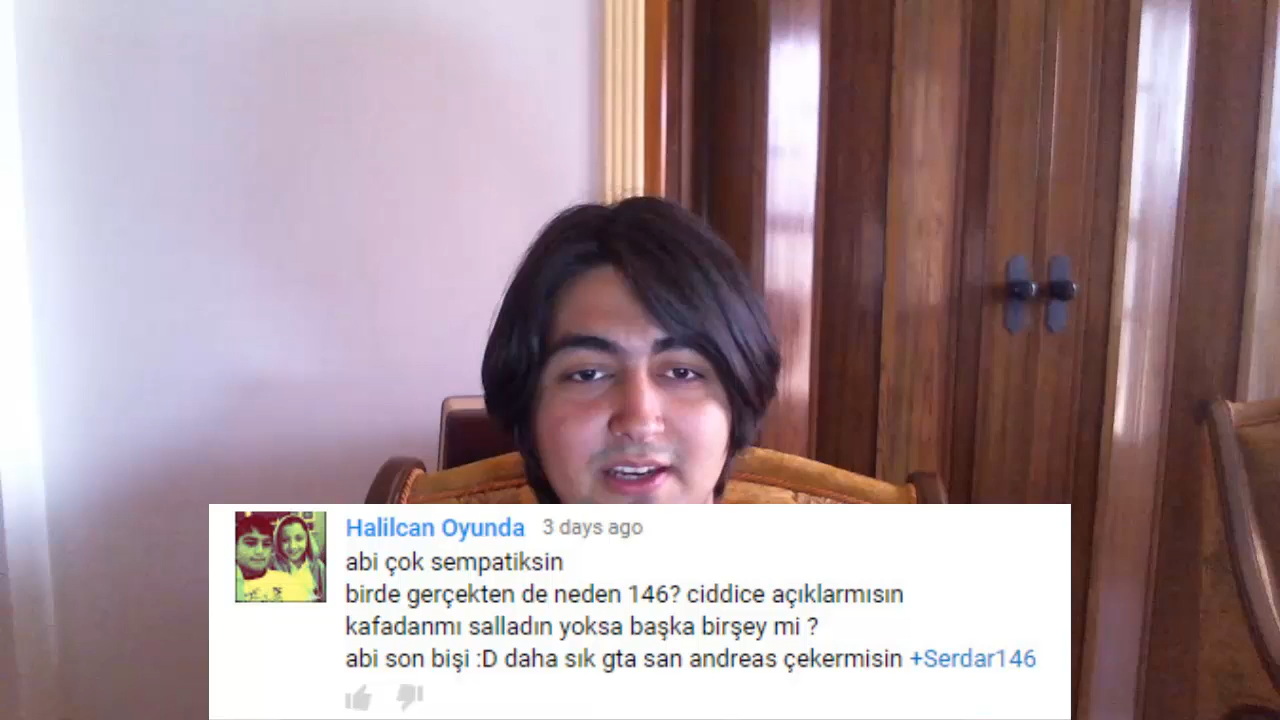 Halilcan Oyunda 3 days ago
abi çok sempatiksin
birde gerçekten de neden 146? ciddice açıklarmısın
kafadanmı salladın yoksa başka birşey mi ?
abi son bişi :D daha sık gta san andreas çekermisin +Serdar146